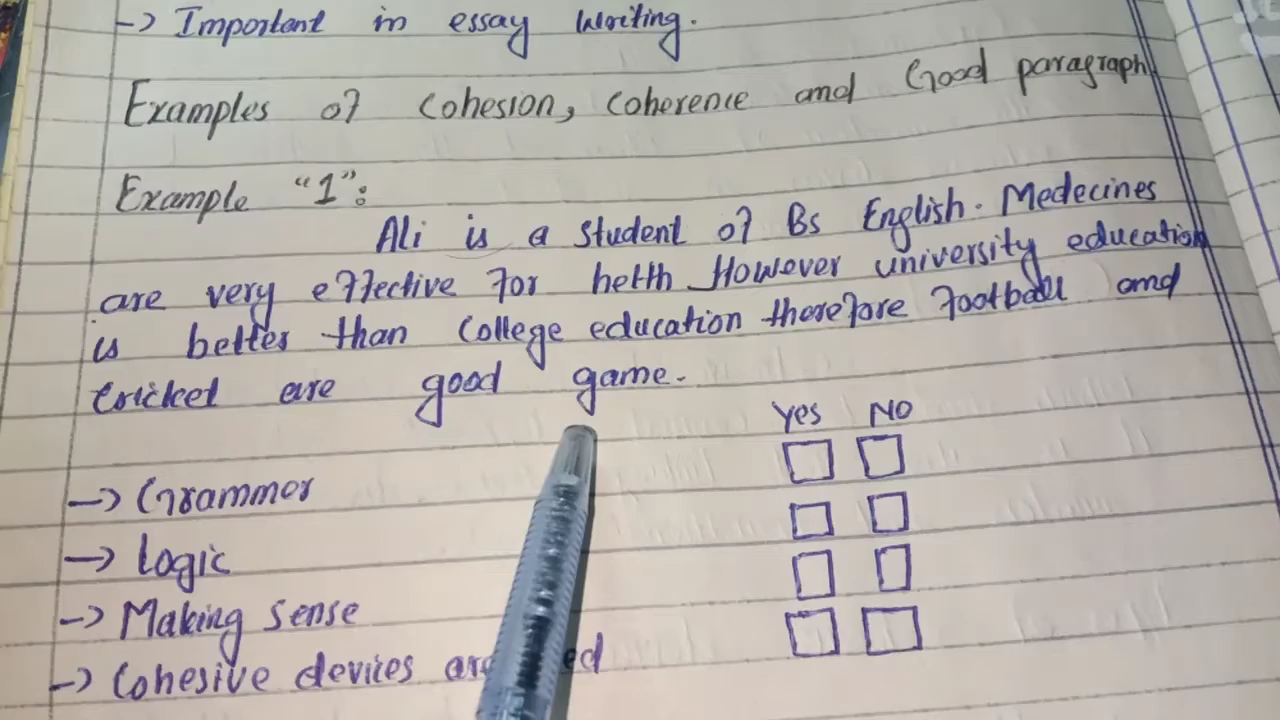 -> Important in essay Writing.
Examples of Cohesion, Coherence and Good paragraph
Example "1":
Ali is a student of Bs English. Medecines
are very effective for helth However university education
is better than College education therefore football and
Cricket are good game.
Yes No
-> Grammer
-> Logic
-> Making sense
-> Cohesive devices are